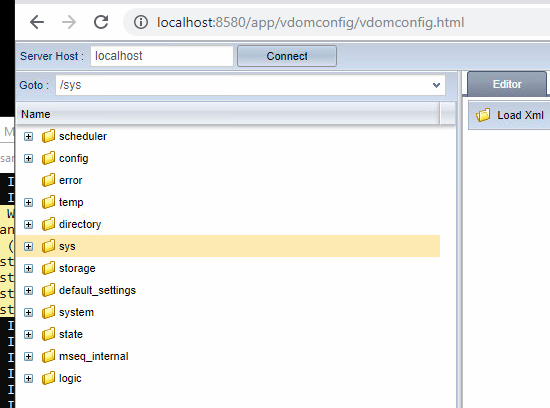 localhost:8580/app/vdomconfig/vdomconfig.html
Server Host : localhost Connect
Goto : /sys
Editor
Name
Load Xml
scheduler
config
error
temp
directory
sys
storage
default_settings
system
state
mseq_internal
logic